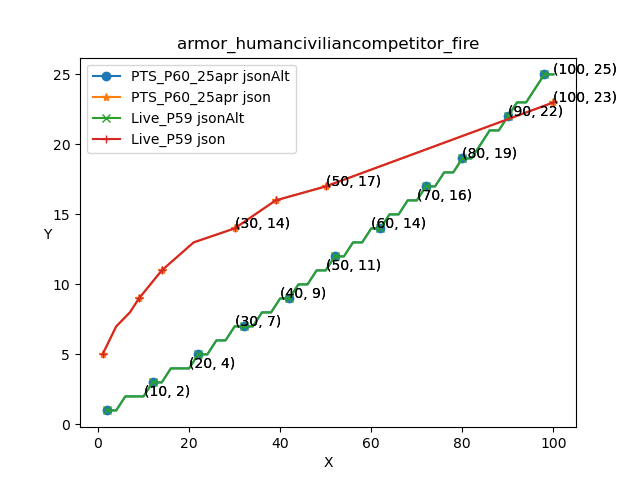 armor_humanciviliancompetitor_fire
PTS_P60_25apr jsonAlt
PTS_P60_25apr json
Live_P59 jsonAlt
Live_P59 json
(100, 25)
(100, 23)
(90, 22)
(80, 19)
(50, 17)
(70, 16)
(30, 14)
(60, 14)
(50, 11)
(40, 9)
(30, 7)
(20, 4)
(10, 2)
25
20
15
10
5
0
Y
0 20 40 60 80 100
X